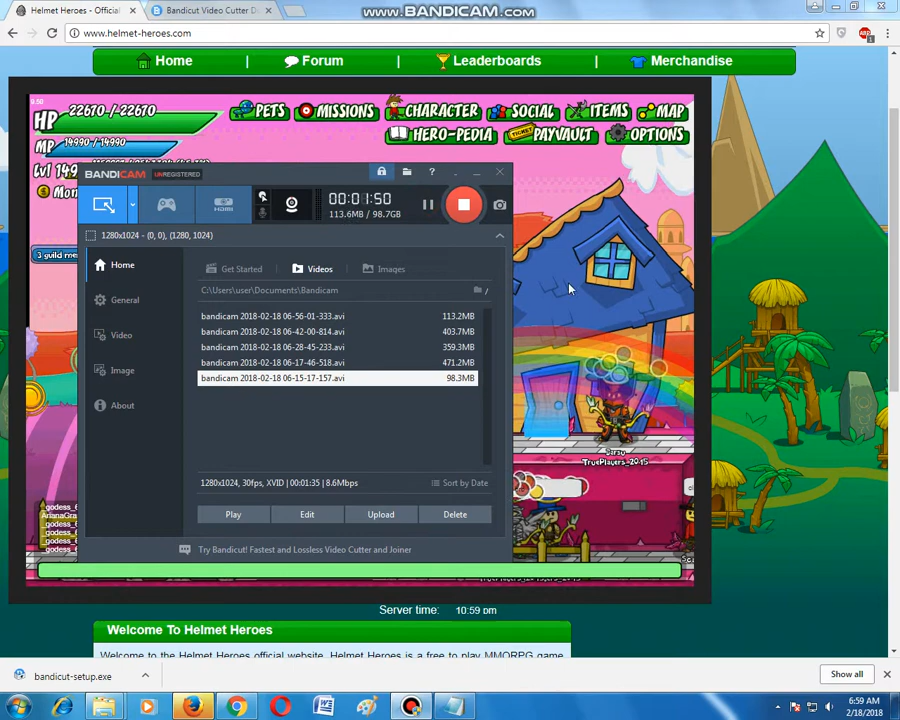 Helmet Heroes - Official
Bandicut Video Cutter D
www.BANDICAM.com
www.helmet-heroes.com
Home | Forum | Leaderboards | Merchandise
HP 22670 / 22670
MP 14990 / 14990
PETS MISSIONS CHARACTER SOCIAL ITEMS MAP
HERO-PEDIA TICKET PAYVAULT OPTIONS
3 guild me
BANDICAM UNREGISTERED
HDMI
00:01:50
113.6MB / 98.7GB
1280x1024 - (0, 0), (1280, 1024)
Home
General
Video
Image
About
Get Started Videos Images
C:\Users\user\Documents\Bandicam
bandicam 2018-02-18 06-56-01-333.avi 113.2MB
bandicam 2018-02-18 06-42-00-814.avi 403.7MB
bandicam 2018-02-18 06-28-45-233.avi 359.3MB
bandicam 2018-02-18 06-17-46-518.avi 471.2MB
bandicam 2018-02-18 06-15-17-157.avi 98.3MB
1280x1024, 30fps, XVID | 00:01:35 | 8.6Mbps
Sort by Date
Play Edit Upload Delete
Try Bandicut! Fastest and Lossless Video Cutter and Joiner
TruePlayers_2045
Server time: 10:59 pm
Welcome To Helmet Heroes
Welcome to the Helmet Heroes official website. Helmet Heroes is a free to play MMORPG game
bandicut-setup.exe
Show all
6:59 AM
2/18/2018